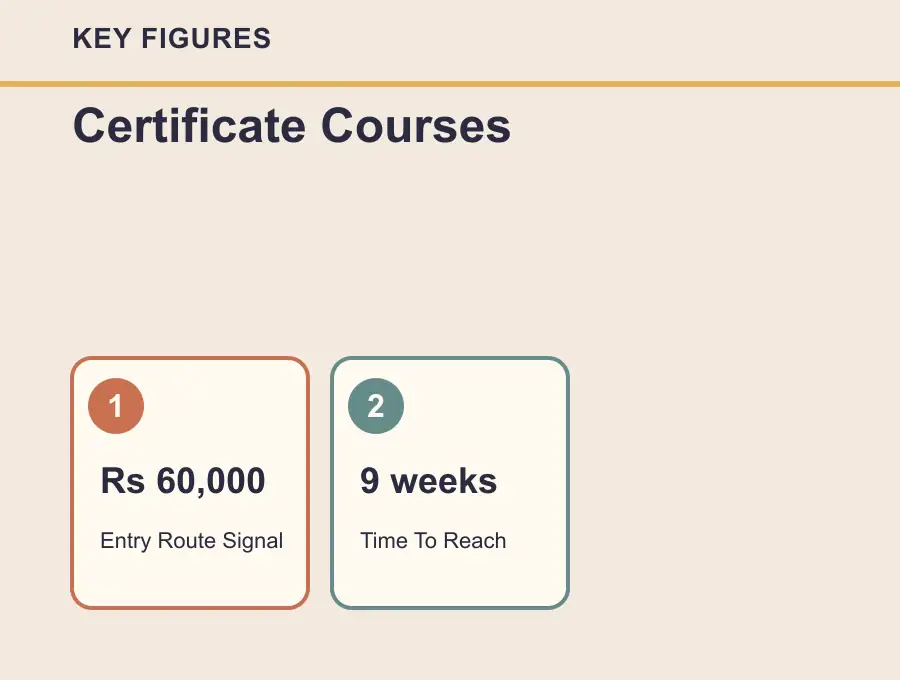 KEY FIGURES
Certificate Courses
1
Rs 60,000
Entry Route Signal
2
9 weeks
Time To Reach